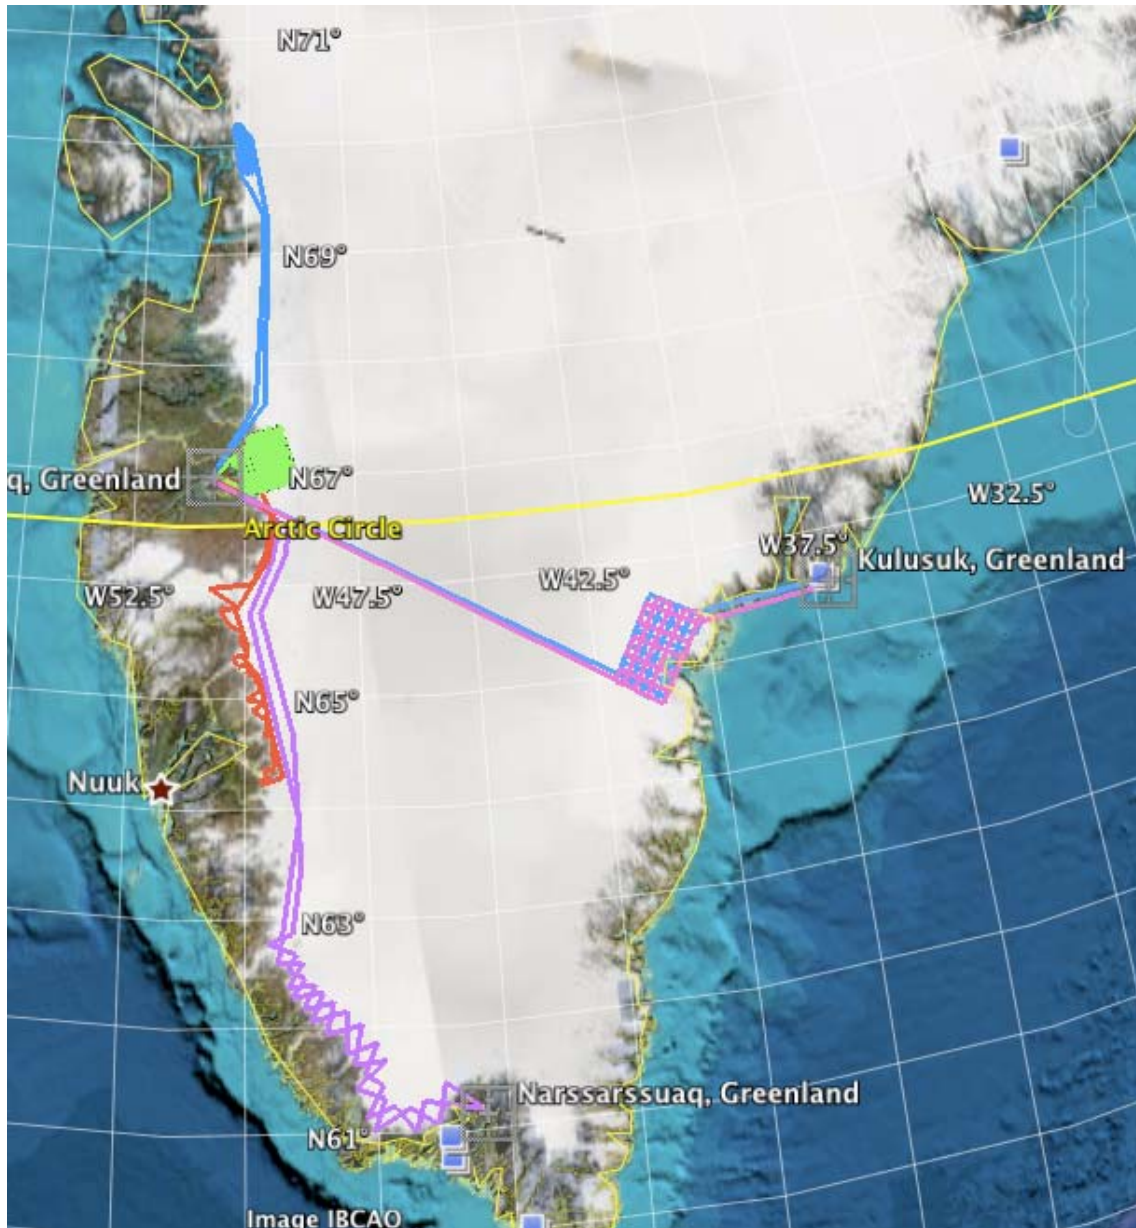 N71°
N69°
q, Greenland
N67°
W32.5°
Arctic Circle
W37.5°
Kulusuk, Greenland
W42.5°
W52.5°
W47.5°
N65°
Nuuk
N63°
Narssarssuaq, Greenland
N61°
Image IBCAO